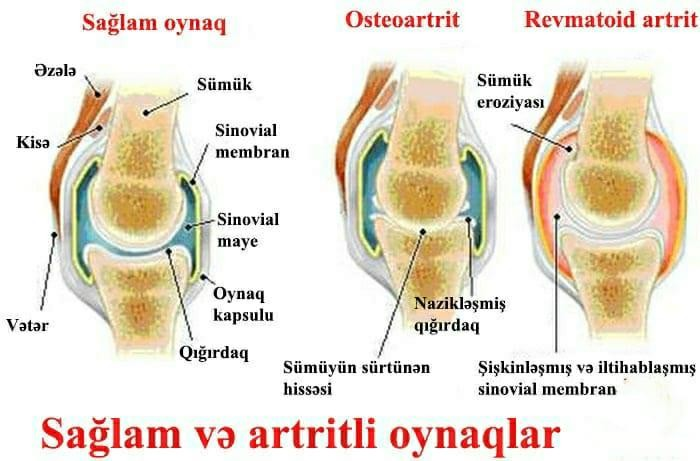 Sağlam oynaq
Osteoartrit
Revmatoid artrit
Əzələ
Sümük
Kisə
Sinovial
membran
Sinovial
maye
Oynaq
kapsulu
Vətər
Qığırdaq
Nazikləşmiş
qığırdaq
Sümüyün sürtünən
hissəsi
Sümük
eroziyası
Şişkinləşmış və iltihablaşmış
sinovial membran
Sağlam və artritli oynaqlar